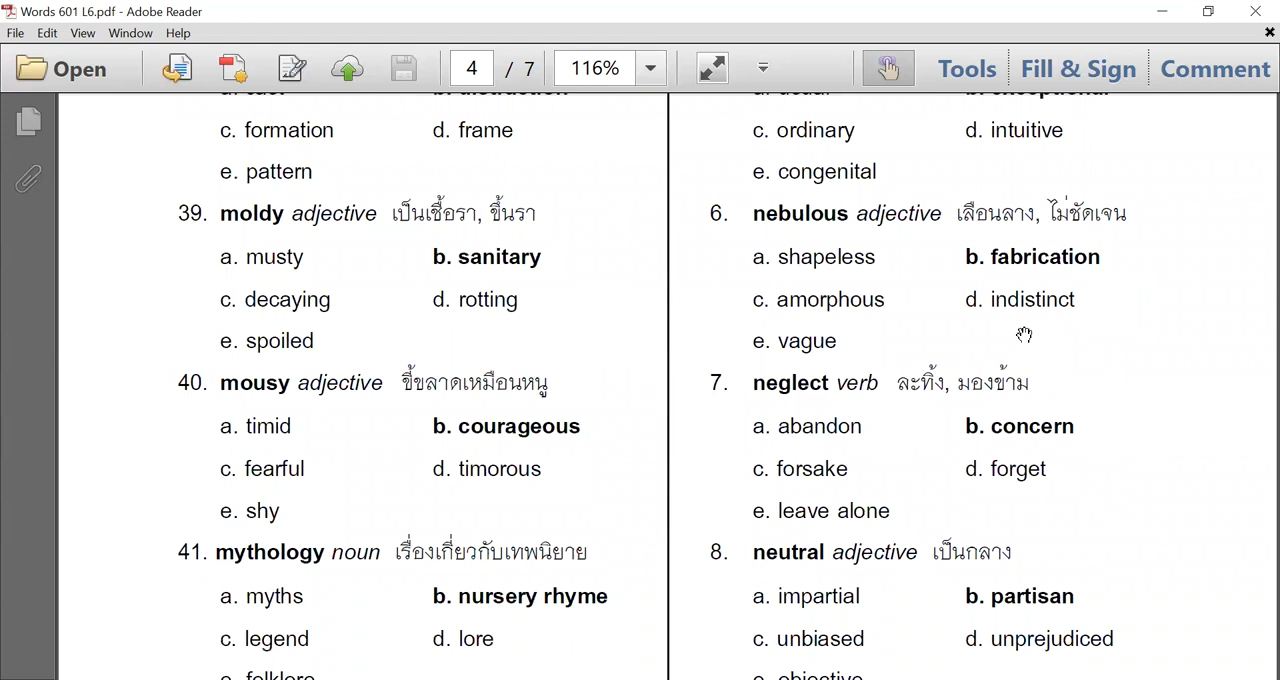 Words 601 L6.pdf - Adobe Reader
File Edit View Window Help
Open 4 / 7 116% Tools Fill & Sign Comment
c. formation d. frame
e. pattern
39. moldy adjective เป็นเชื้อรา, ขึ้นรา
a. musty b. sanitary
c. decaying d. rotting
e. spoiled
40. mousy adjective ขี้ขลาดเหมือนหนู
a. timid b. courageous
c. fearful d. timorous
e. shy
41. mythology noun เรื่องเกี่ยวกับเทพนิยาย
a. myths b. nursery rhyme
c. legend d. lore
e. folklore
a. usual b. exceptional
c. ordinary d. intuitive
e. congenital
6. nebulous adjective เลือนลาง, ไม่ชัดเจน
a. shapeless b. fabrication
c. amorphous d. indistinct
e. vague
7. neglect verb ละทิ้ง, มองข้าม
a. abandon b. concern
c. forsake d. forget
e. leave alone
8. neutral adjective เป็นกลาง
a. impartial b. partisan
c. unbiased d. unprejudiced
e. objective